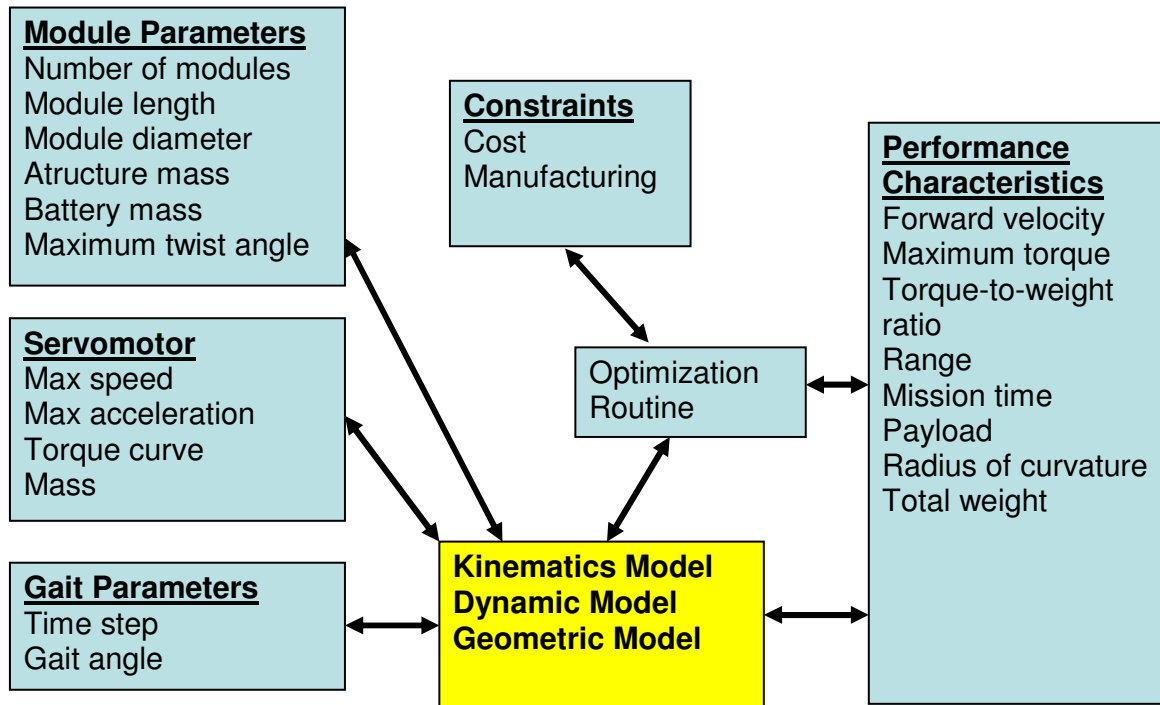 Module Parameters
Number of modules
Module length
Module diameter
Atructure mass
Battery mass
Maximum twist angle
Servomotor
Max speed
Max acceleration
Torque curve
Mass
Gait Parameters
Time step
Gait angle
Constraints
Cost
Manufacturing
Optimization
Routine
Kinematics Model
Dynamic Model
Geometric Model
Performance
Characteristics
Forward velocity
Maximum torque
Torque-to-weight
ratio
Range
Mission time
Payload
Radius of curvature
Total weight